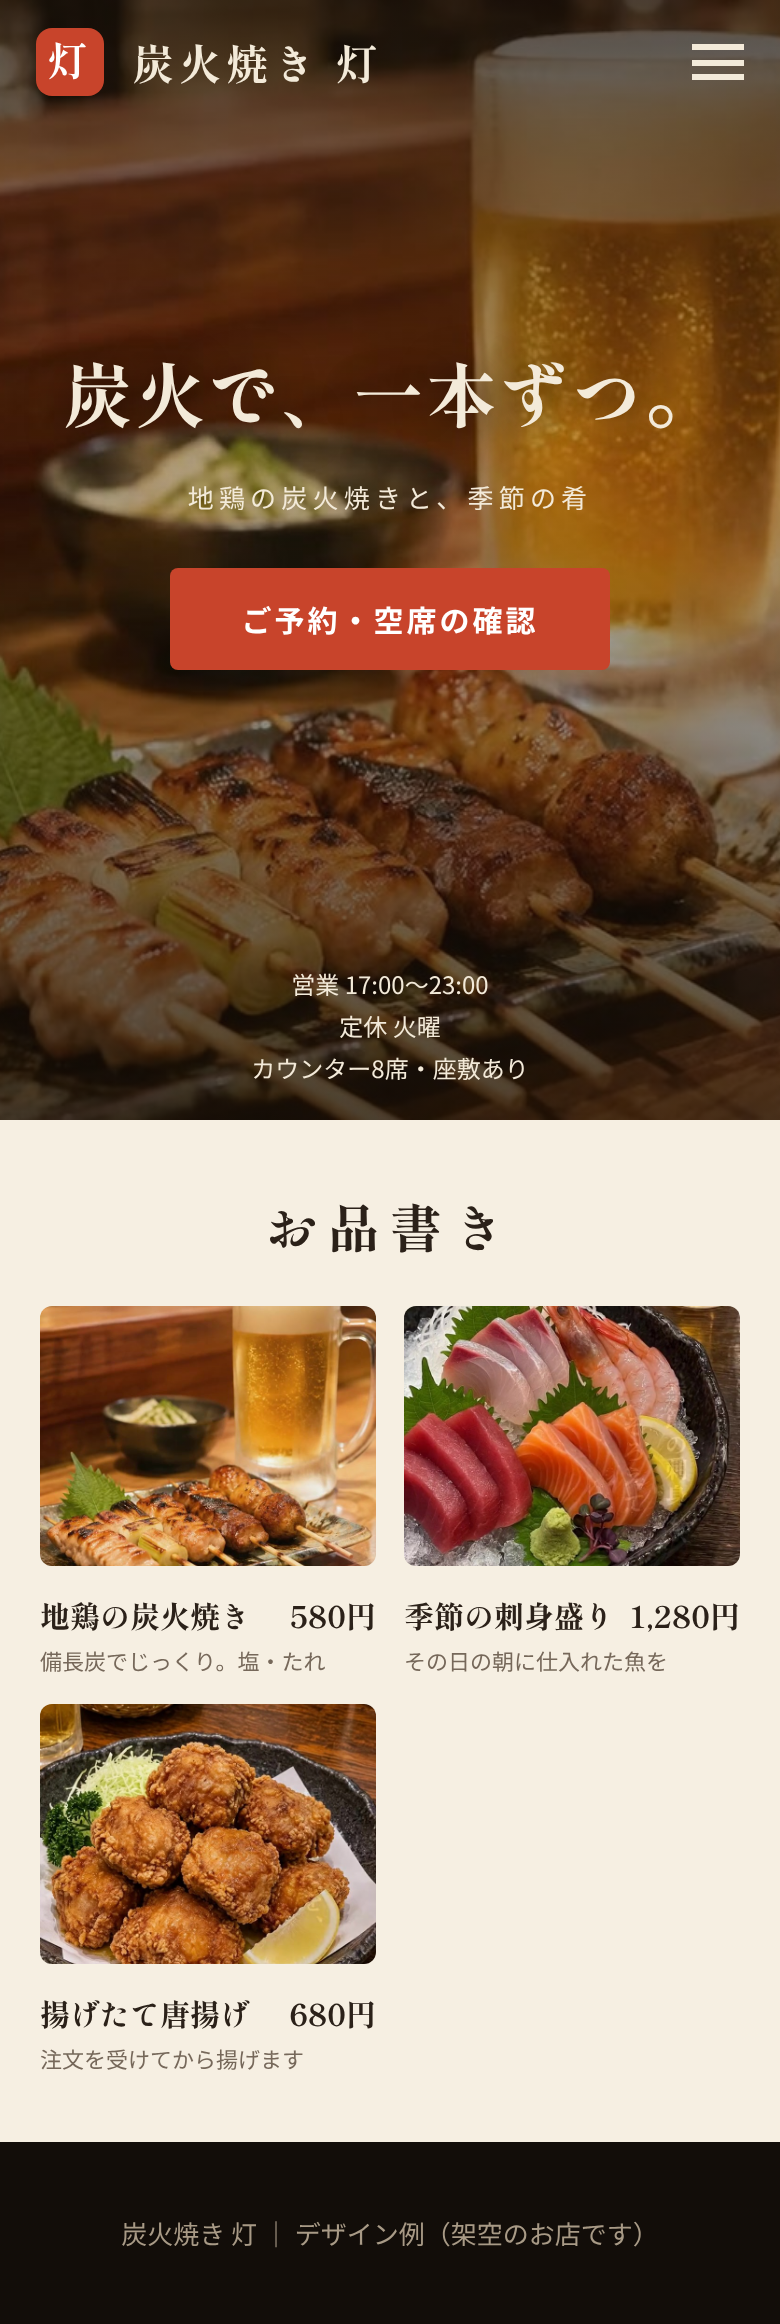 灯 炭火焼き 灯
炭火で、一本ずつ。
地鶏の炭火焼きと、季節の肴
ご予約・空席の確認
営業 17:00〜23:00
定休 火曜
カウンター8席・座敷あり
お品書き
地鶏の炭火焼き 580円
備長炭でじっくり。塩・たれ
季節の刺身盛り 1,280円
その日の朝に仕入れた魚を
揚げたて唐揚げ 680円
注文を受けてから揚げます
炭火焼き 灯 ｜ デザイン例（架空のお店です）